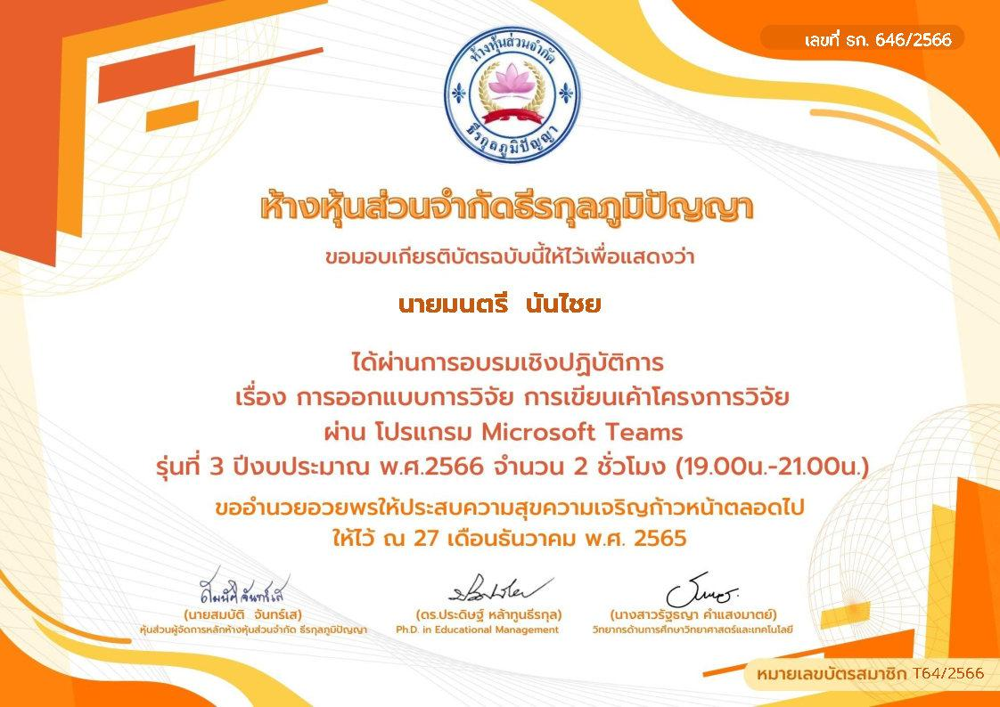 เลขที่ รก. 646/2566
ห้างหุ้นส่วนจำกัด
ธีรกุลภูมิปัญญา
ห้างหุ้นส่วนจำกัดธีรกุลภูมิปัญญา
ขอมอบเกียรติบัตรฉบับนี้ให้ไว้เพื่อแสดงว่า
นายมนตรี นันไชย
ได้ผ่านการอบรมเชิงปฏิบัติการ
เรื่อง การออกแบบการวิจัย การเขียนเค้าโครงการวิจัย
ผ่าน โปรแกรม Microsoft Teams
รุ่นที่ 3 ปีงบประมาณ พ.ศ.2566 จำนวน 2 ชั่วโมง (19.00น.-21.00น.)
ขออำนวยอวยพรให้ประสบความสุขความเจริญก้าวหน้าตลอดไป
ให้ไว้ ณ 27 เดือนธันวาคม พ.ศ. 2565
(นายสมบัติ จันทร์เส) (ดร.ประดิษฐ์ หล้าทูนธีรกุล) (นางสาวรัฐธญา คำแสงมาตย์)
หุ้นส่วนผู้จัดการหลักห้างหุ้นส่วนจำกัด ธีรกุลภูมิปัญญา Ph.D. in Educational Management วิทยากรด้านการศึกษาวิทยาศาสตร์และเทคโนโลยี
หมายเลขบัตรสมาชิก T64/2566